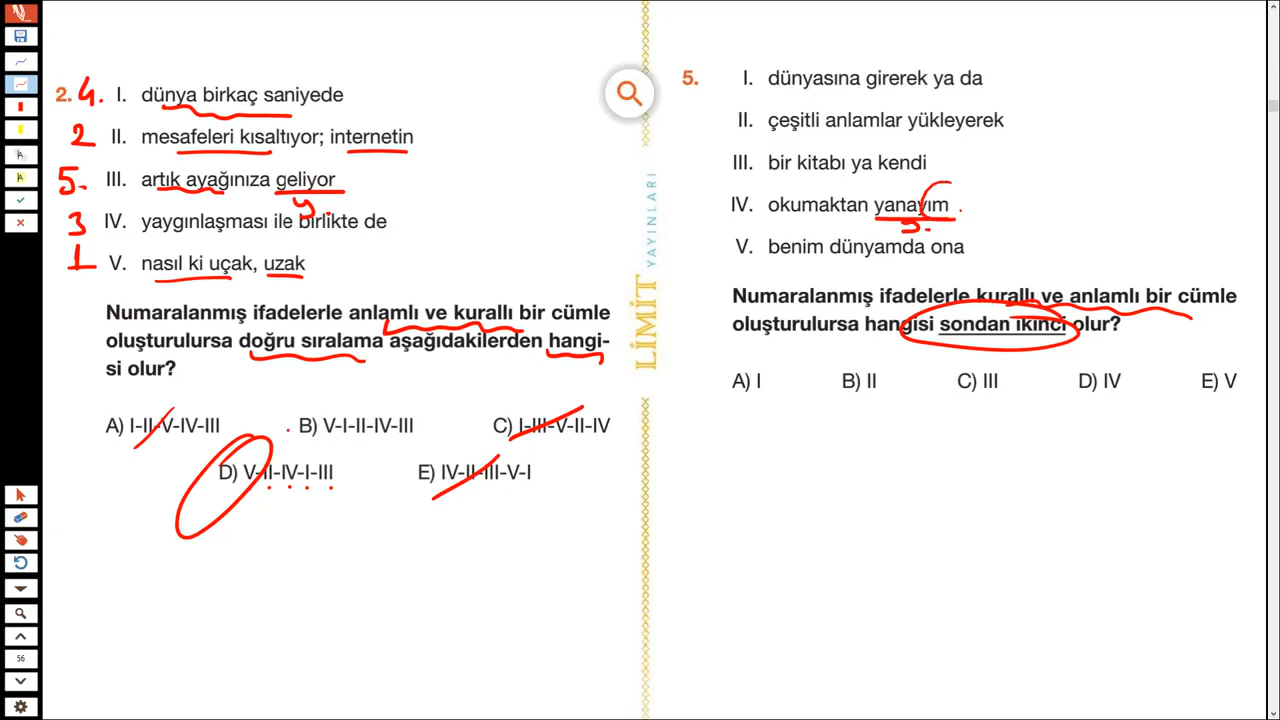 2. 4. I. dünya birkaç saniyede
2 II. mesafeleri kısaltıyor; internetin
5. III. artık ayağınıza geliyor
y.
3 IV. yaygınlaşması ile birlikte de
1 V. nasıl ki uçak, uzak
Numaralanmış ifadelerle anlamlı ve kurallı bir cümle
oluşturulursa doğru sıralama aşağıdakilerden hangi-
si olur?
A) I-II-V-IV-III B) V-I-II-IV-III C) I-III-V-II-IV
D) V-II-IV-I-III E) IV-II-III-V-I
LİMİT YAYINLARI
5. I. dünyasına girerek ya da
II. çeşitli anlamlar yükleyerek
III. bir kitabı ya kendi
IV. okumaktan yanayım
V. benim dünyamda ona
Numaralanmış ifadelerle kurallı ve anlamlı bir cümle
oluşturulursa hangisi sondan ikinci olur?
A) I B) II C) III D) IV E) V
56